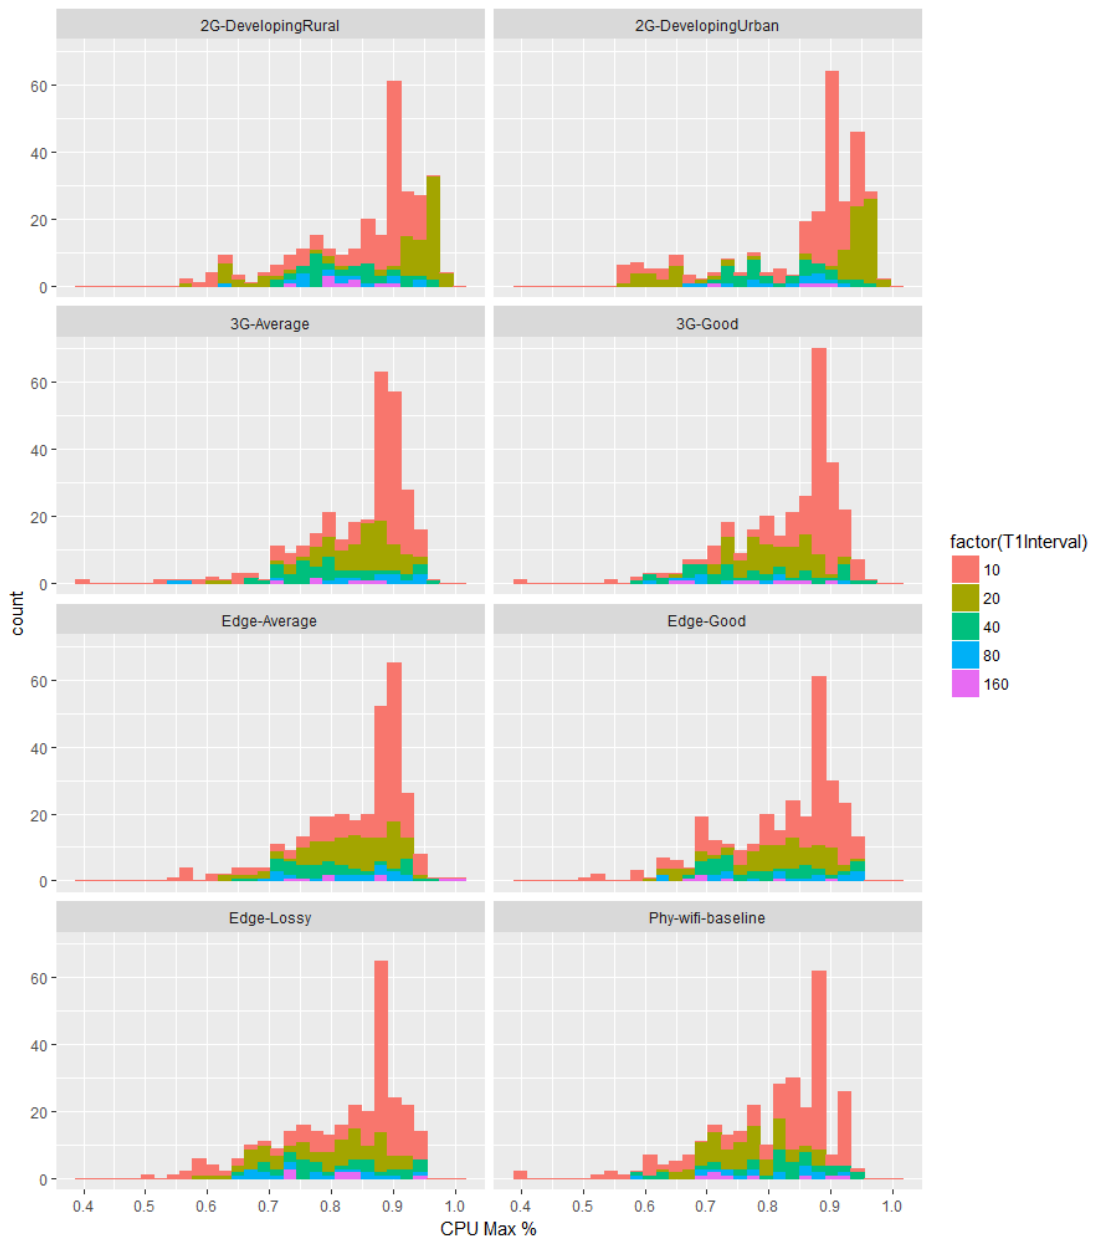 2G-DevelopingRural
2G-DevelopingUrban
60
40
20
0
3G-Average
3G-Good
60
40
20
0
count
Edge-Average
Edge-Good
60
40
20
0
Edge-Lossy
Phy-wifi-baseline
60
40
20
0
0.4 0.5 0.6 0.7 0.8 0.9 1.0
0.4 0.5 0.6 0.7 0.8 0.9 1.0
CPU Max %
factor(T1Interval)
10
20
40
80
160